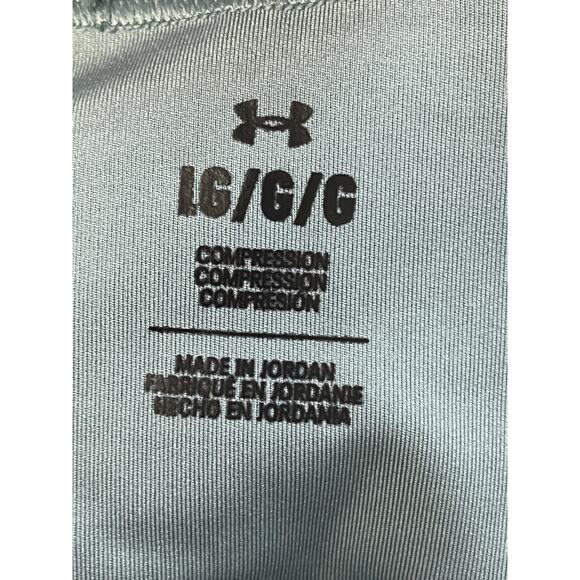 LG/G/G
COMPRESSION
COMPRESSION
COMPRESIÓN
MADE IN JORDAN
FABRIQUÉ EN JORDANIE
HECHO EN JORDANIA